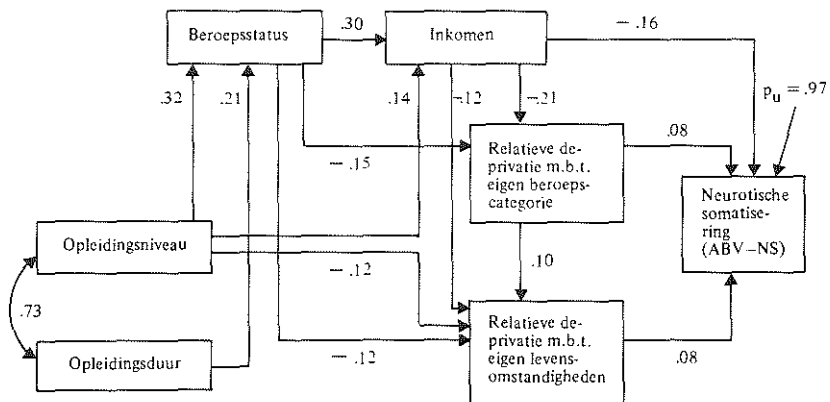 Beroepsstatus
.30
Inkomen
− .16
.32
.21
.14
−.12
−.21
p_u = .97
Relatieve de-
privatie m.b.t.
eigen beroeps-
categorie
.08
− .15
Neurotische
somatise-
ring
(ABV−NS)
Opleidingsniveau
− .12
.10
.73
Opleidingsduur
− .12
Relatieve de-
privatie m.b.t.
eigen levens-
omstandigheden
.08